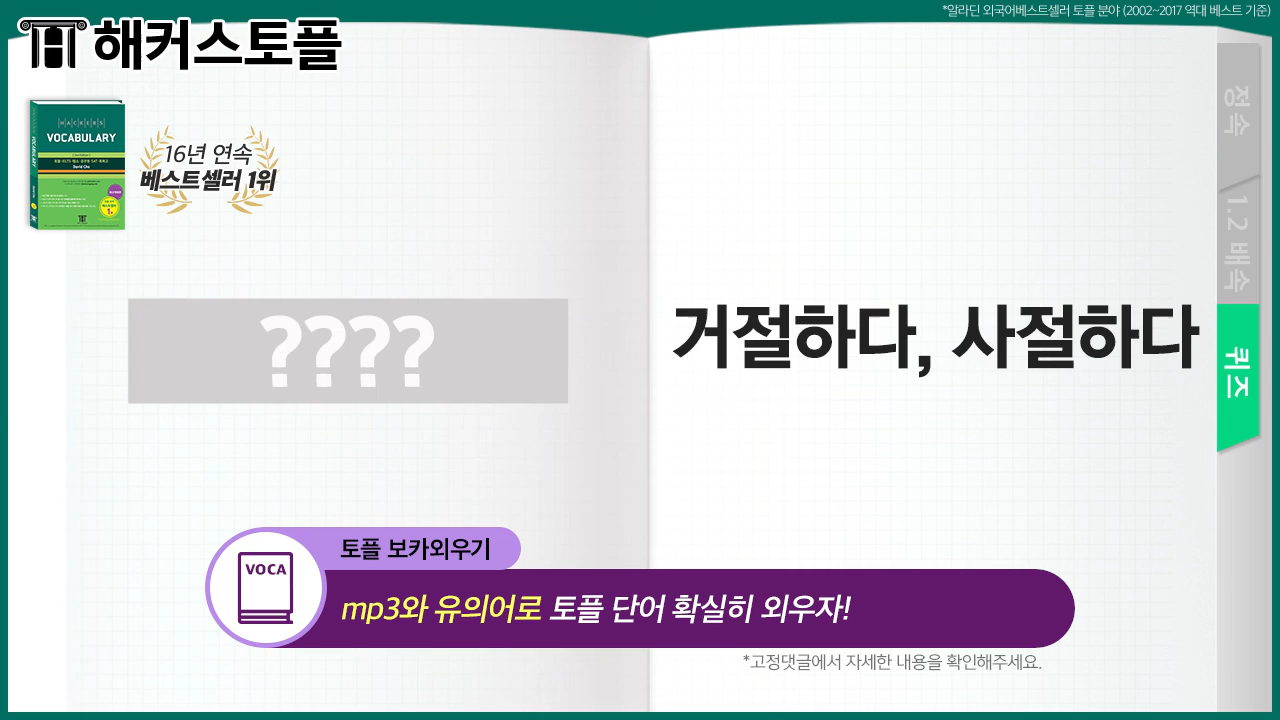 *알라딘 외국어베스트셀러 토플 분야 (2002~2017 역대 베스트 기준)
해커스토플
HACKERS
VOCABULARY
16년 연속
베스트셀러 1위
정속
1.2 배속
퀴즈
????
거절하다, 사절하다
토플 보카외우기
VOCA
mp3와 유의어로 토플 단어 확실히 외우자!
*고정댓글에서 자세한 내용을 확인해주세요.